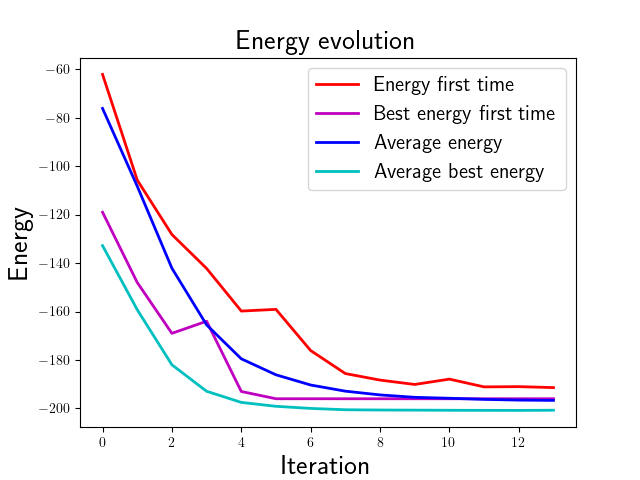 Energy evolution
Energy
−60
−80
−100
−120
−140
−160
−180
−200
Energy first time
Best energy first time
Average energy
Average best energy
0 2 4 6 8 10 12
Iteration